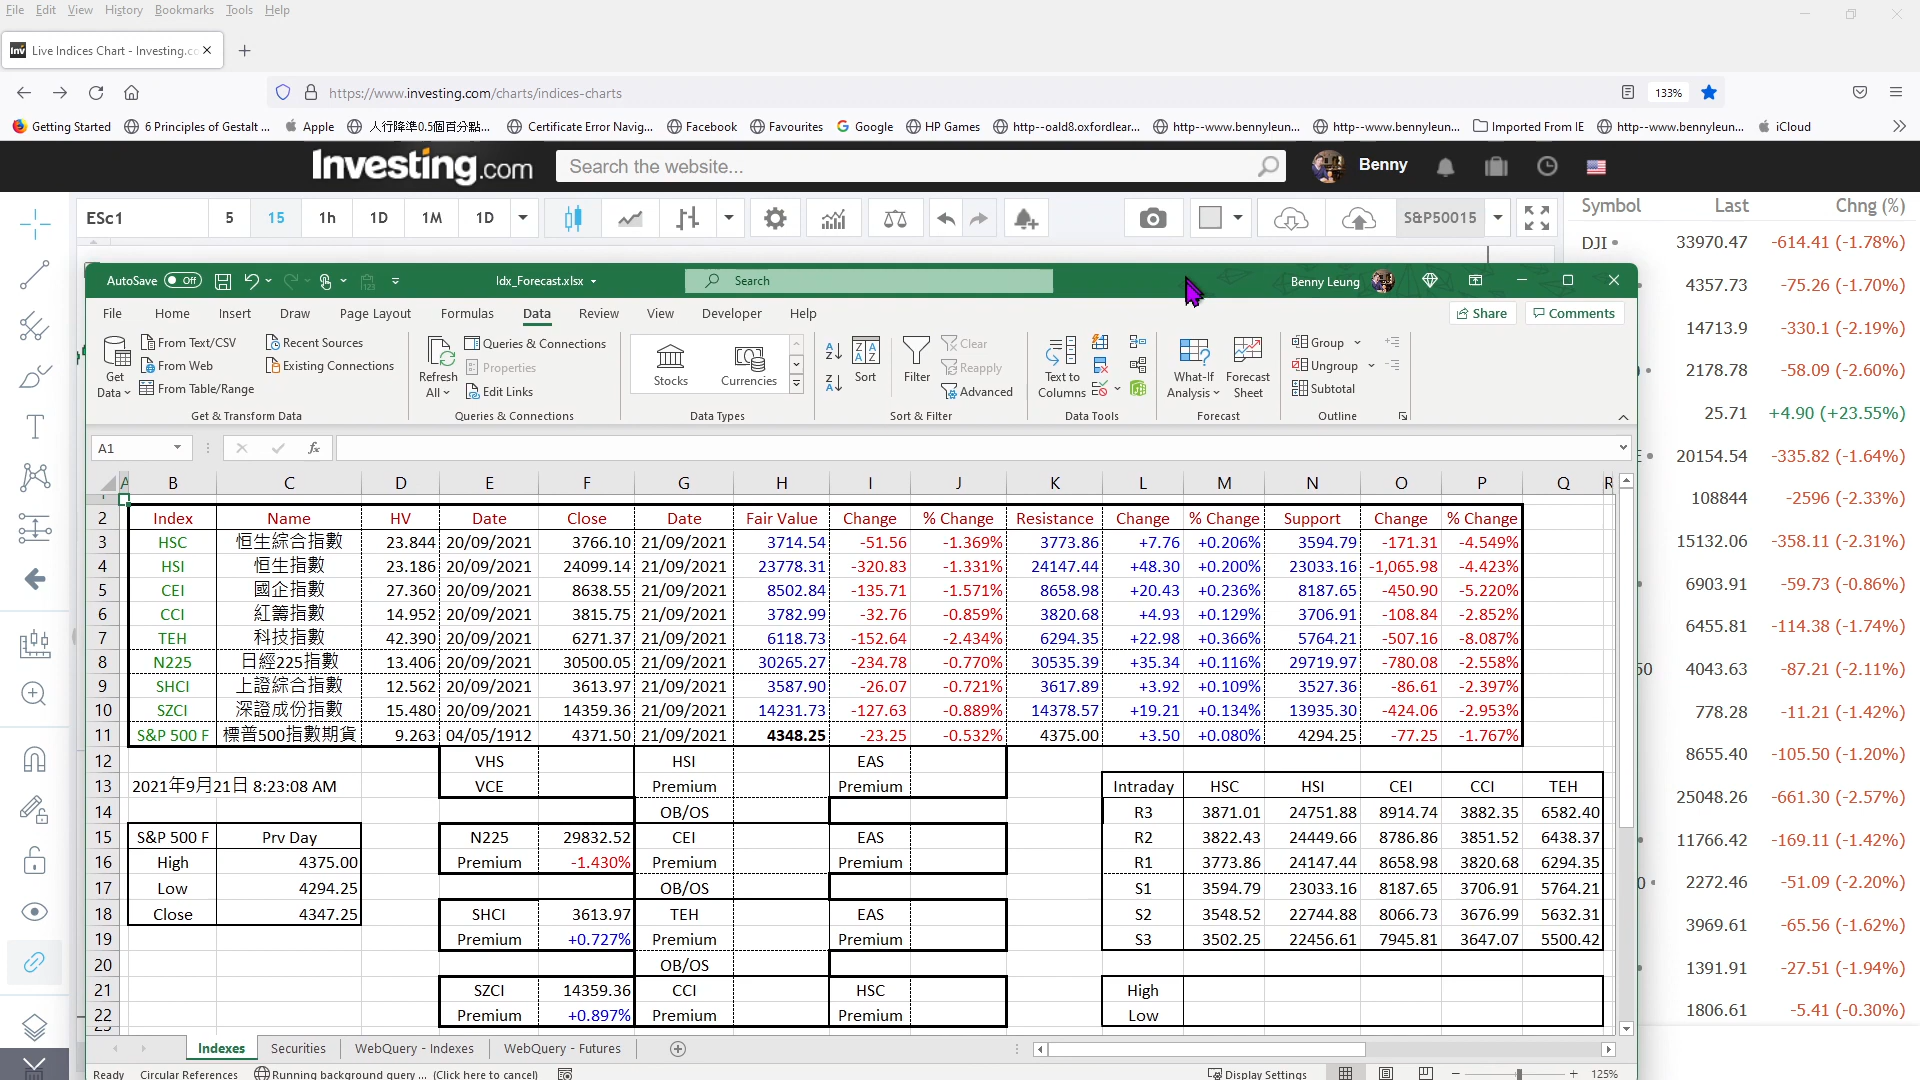 File Edit View History Bookmarks Tools Help
Live Indices Chart - Investing.cc
https://www.investing.com/charts/indices-charts 133%
Getting Started 6 Principles of Gestalt ... Apple 人行降準0.5個百分點... Certificate Error Navig... Facebook Favourites Google HP Games http--oald8.oxfordlear... http--www.bennyleun... http--www.bennyleun... Imported From IE http--www.bennyleun... iCloud
Investing.com Search the website... Benny
ESc1 5 15 1h 1D 1M 1D S&P50015
Symbol Last Chng (%)
DJI 33970.47 -614.41 (-1.78%)
4357.73 -75.26 (-1.70%)
14713.9 -330.1 (-2.19%)
2178.78 -58.09 (-2.60%)
25.71 +4.90 (+23.55%)
20154.54 -335.82 (-1.64%)
108844 -2596 (-2.33%)
15132.06 -358.11 (-2.31%)
6903.91 -59.73 (-0.86%)
6455.81 -114.38 (-1.74%)
50 4043.63 -87.21 (-2.11%)
778.28 -11.21 (-1.42%)
8655.40 -105.50 (-1.20%)
25048.26 -661.30 (-2.57%)
11766.42 -169.11 (-1.42%)
2272.46 -51.09 (-2.20%)
3969.61 -65.56 (-1.62%)
1391.91 -27.51 (-1.94%)
1806.61 -5.41 (-0.30%)
AutoSave Off Idx_Forecast.xlsx Search Benny Leung
File Home Insert Draw Page Layout Formulas Data Review View Developer Help Share Comments
Get Data From Text/CSV From Web From Table/Range Recent Sources Existing Connections
Refresh All Queries & Connections Properties Edit Links
Stocks Currencies
Sort Filter Clear Reapply Advanced
Text to Columns What-If Analysis Forecast Sheet Group Ungroup Subtotal
Get & Transform Data Queries & Connections Data Types Sort & Filter Data Tools Forecast Outline
A1 fx
A B C D E F G H I J K L M N O P Q R
1
2 Index Name HV Date Close Date Fair Value Change % Change Resistance Change % Change Support Change % Change
3 HSC 恒生綜合指數 23.844 20/09/2021 3766.10 21/09/2021 3714.54 -51.56 -1.369% 3773.86 +7.76 +0.206% 3594.79 -171.31 -4.549%
4 HSI 恒生指數 23.186 20/09/2021 24099.14 21/09/2021 23778.31 -320.83 -1.331% 24147.44 +48.30 +0.200% 23033.16 -1,065.98 -4.423%
5 CEI 國企指數 27.360 20/09/2021 8638.55 21/09/2021 8502.84 -135.71 -1.571% 8658.98 +20.43 +0.236% 8187.65 -450.90 -5.220%
6 CCI 紅籌指數 14.952 20/09/2021 3815.75 21/09/2021 3782.99 -32.76 -0.859% 3820.68 +4.93 +0.129% 3706.91 -108.84 -2.852%
7 TEH 科技指數 42.390 20/09/2021 6271.37 21/09/2021 6118.73 -152.64 -2.434% 6294.35 +22.98 +0.366% 5764.21 -507.16 -8.087%
8 N225 日經225指數 13.406 20/09/2021 30500.05 21/09/2021 30265.27 -234.78 -0.770% 30535.39 +35.34 +0.116% 29719.97 -780.08 -2.558%
9 SHCI 上證綜合指數 12.562 20/09/2021 3613.97 21/09/2021 3587.90 -26.07 -0.721% 3617.89 +3.92 +0.109% 3527.36 -86.61 -2.397%
10 SZCI 深證成份指數 15.480 20/09/2021 14359.36 21/09/2021 14231.73 -127.63 -0.889% 14378.57 +19.21 +0.134% 13935.30 -424.06 -2.953%
11 S&P 500 F 標普500指數期貨 9.263 04/05/1912 4371.50 21/09/2021 4348.25 -23.25 -0.532% 4375.00 +3.50 +0.080% 4294.25 -77.25 -1.767%
12 VHS HSI EAS
13 2021年9月21日 8:23:08 AM VCE Premium Premium Intraday HSC HSI CEI CCI TEH
14 OB/OS R3 3871.01 24751.88 8914.74 3882.35 6582.40
15 S&P 500 F Prv Day N225 29832.52 CEI EAS R2 3822.43 24449.66 8786.86 3851.52 6438.37
16 High 4375.00 Premium -1.430% Premium Premium R1 3773.86 24147.44 8658.98 3820.68 6294.35
17 Low 4294.25 OB/OS S1 3594.79 23033.16 8187.65 3706.91 5764.21
18 Close 4347.25 SHCI 3613.97 TEH EAS S2 3548.52 22744.88 8066.73 3676.99 5632.31
19 Premium +0.727% Premium Premium S3 3502.25 22456.61 7945.81 3647.07 5500.42
20 OB/OS
21 SZCI 14359.36 CCI HSC High
22 Premium +0.897% Premium Premium Low
23
Indexes Securities WebQuery - Indexes WebQuery - Futures
Ready Circular References Running background query ... (Click here to cancel) Display Settings 125%